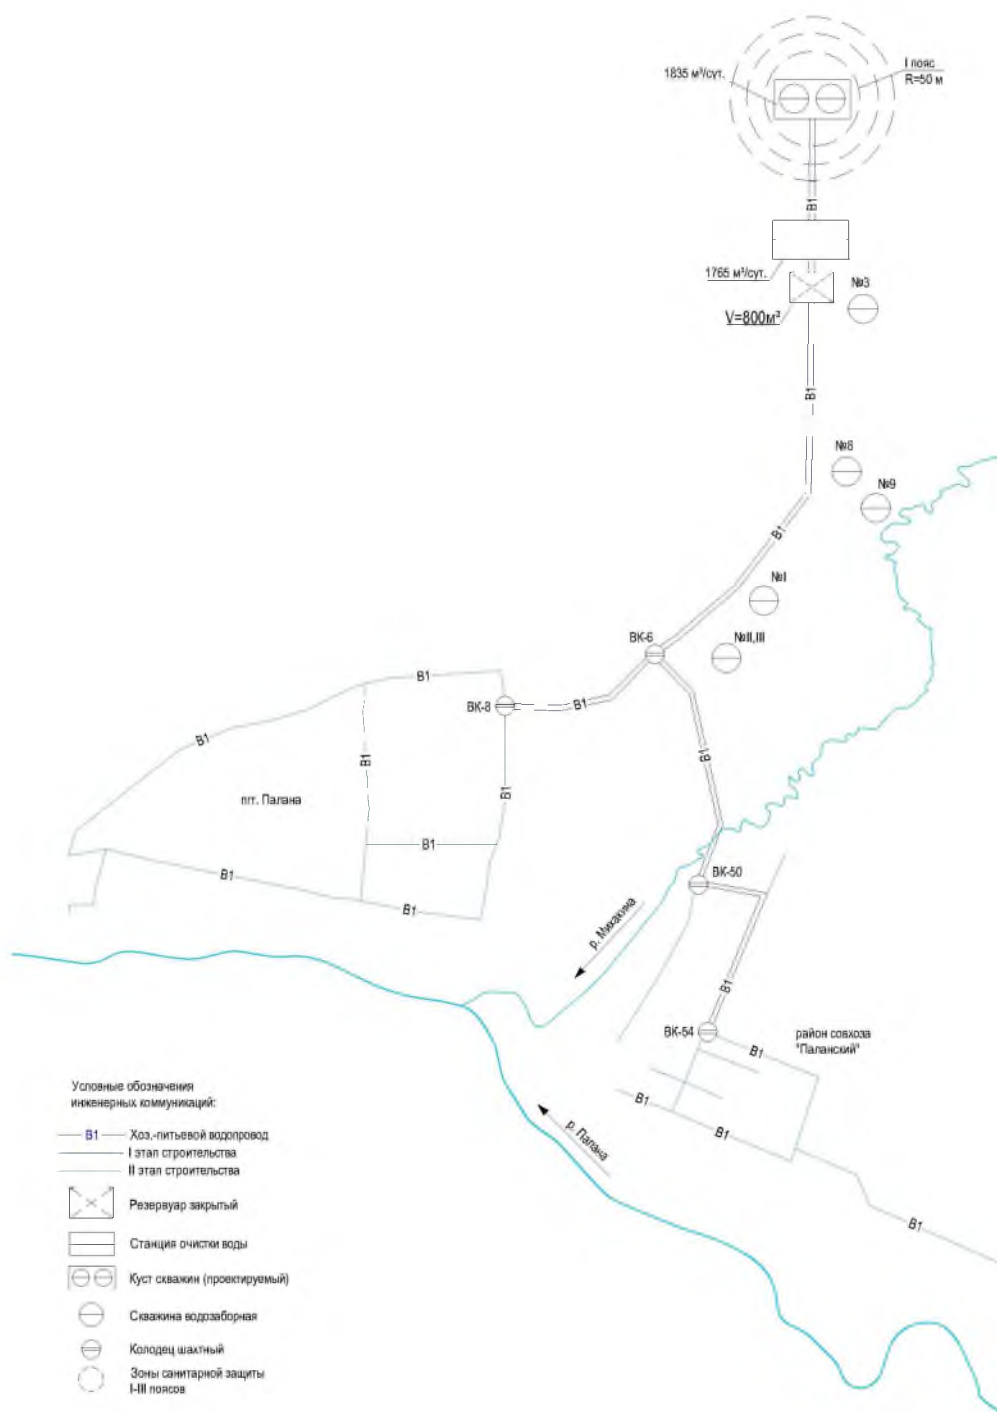 1835 м³/сут.
I пояс
R=50 м
В1
1765 м³/сут.
V=800м³
№3
В1
№8
№9
В1
№I
ВК-6
№II,III
В1
ВК-8
В1
В1
В1
В1
В1
пгт. Палана
В1
В1
ВК-50
В1
В1
р. Михакина
В1
ВК-54
район совхоза
"Паланский"
В1
В1
В1
р. Палана
В1
Условные обозначения
инженерных коммуникаций:
В1 Хоз.-питьевой водопровод
I этап строительства
II этап строительства
Резервуар закрытый
Станция очистки воды
Куст скважин (проектируемый)
Скважина водозаборная
Колодец шахтный
Зоны санитарной защиты
I-III поясов